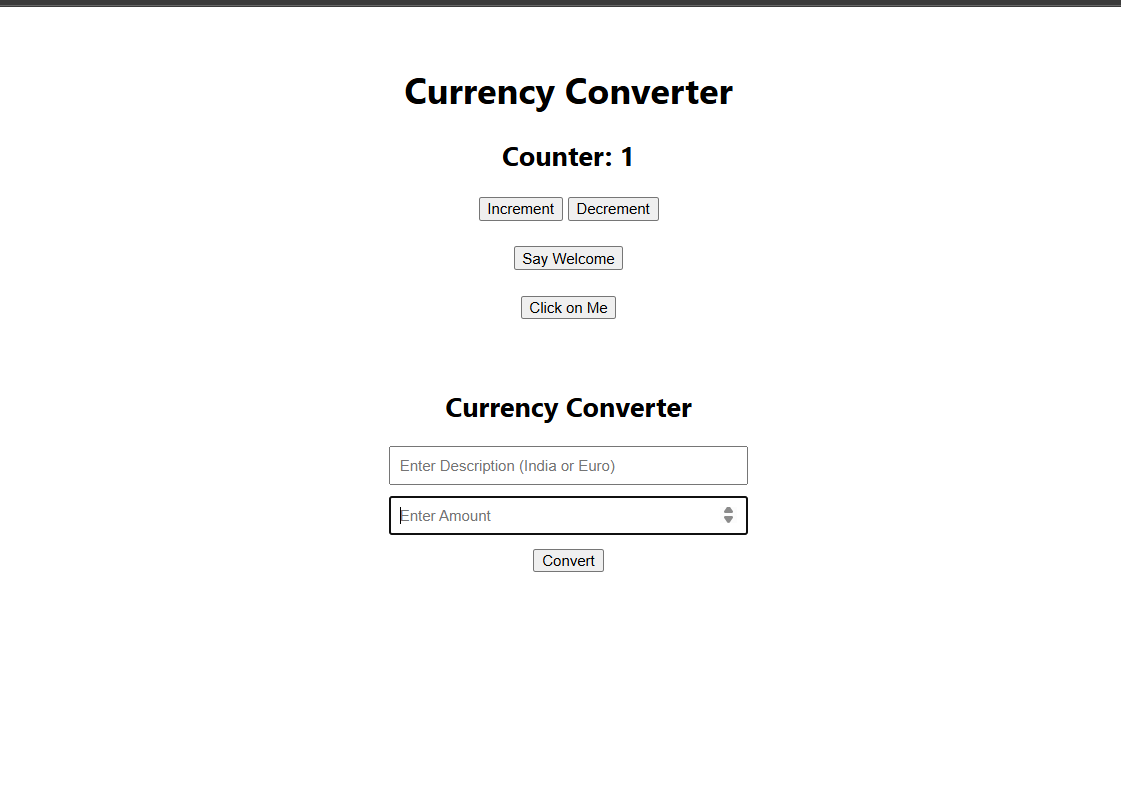 Currency Converter
Counter: 1
Increment Decrement
Say Welcome
Click on Me
Currency Converter
Enter Description (India or Euro)
Enter Amount
Convert